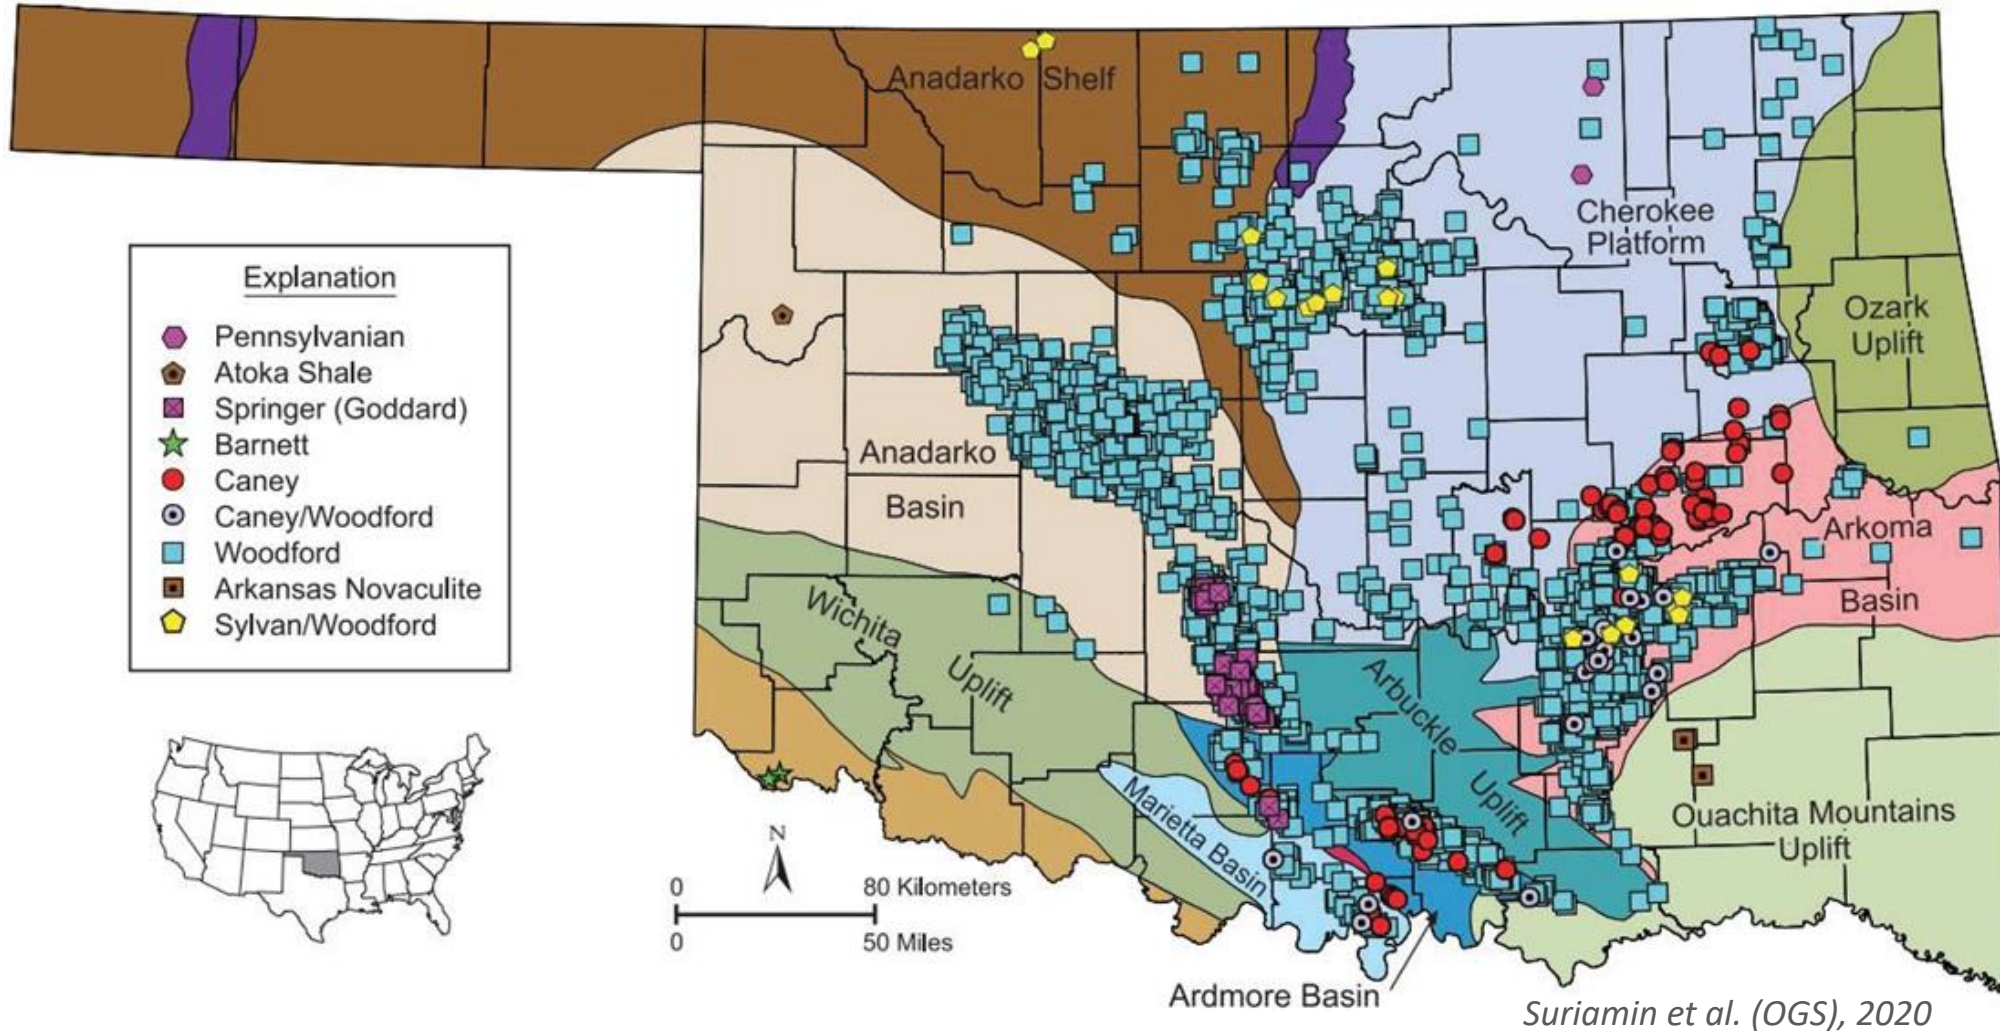 Anadarko Shelf
Cherokee
Platform
Ozark
Uplift
Explanation
Pennsylvanian
Atoka Shale
Springer (Goddard)
Barnett
Caney
Caney/Woodford
Woodford
Arkansas Novaculite
Sylvan/Woodford
Anadarko
Basin
Arkoma
Basin
Wichita
Uplift
Arbuckle
Uplift
Marietta Basin
Ouachita Mountains
Uplift
N
0 80 Kilometers
0 50 Miles
Ardmore Basin
Suriamin et al. (OGS), 2020